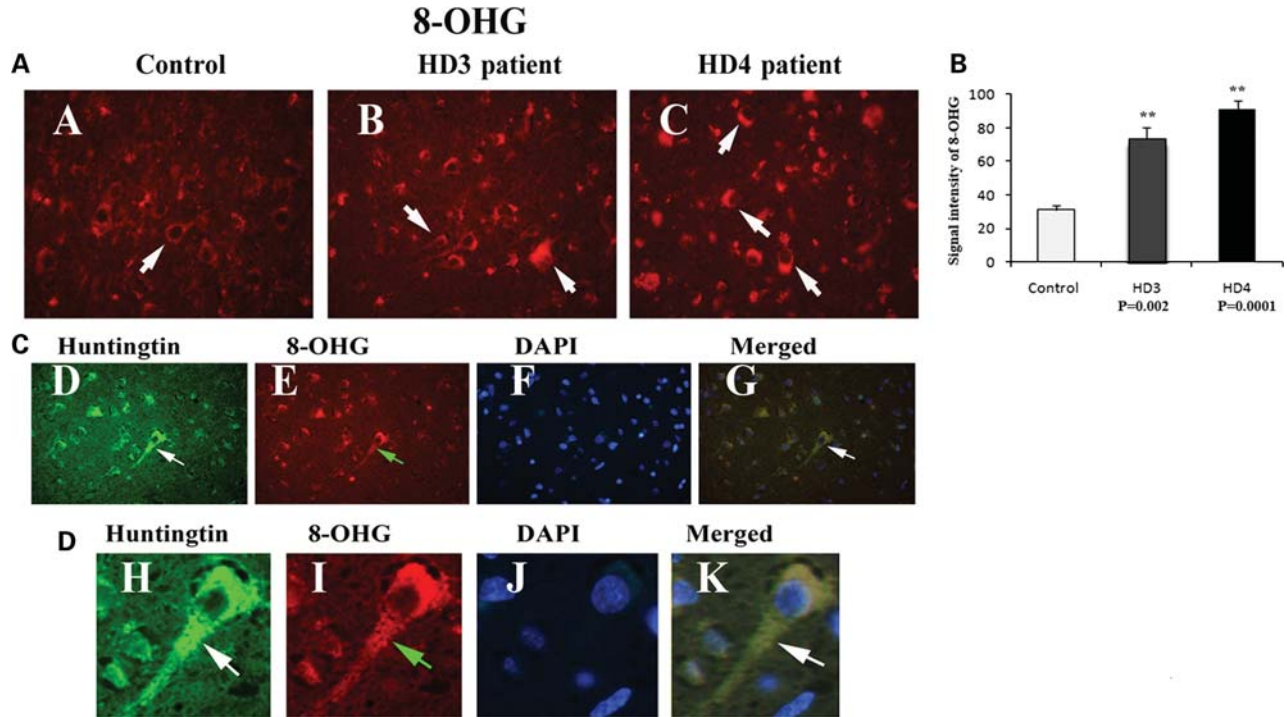 8-OHG
A
Control
HD3 patient
HD4 patient
A
B
C
B
Signal intensity of 8-OHG
100
80
60
40
20
0
**
**
Control
HD3
HD4
P=0.002
P=0.0001
C
Huntingtin
8-OHG
DAPI
Merged
D
E
F
G
D
Huntingtin
8-OHG
DAPI
Merged
H
I
J
K